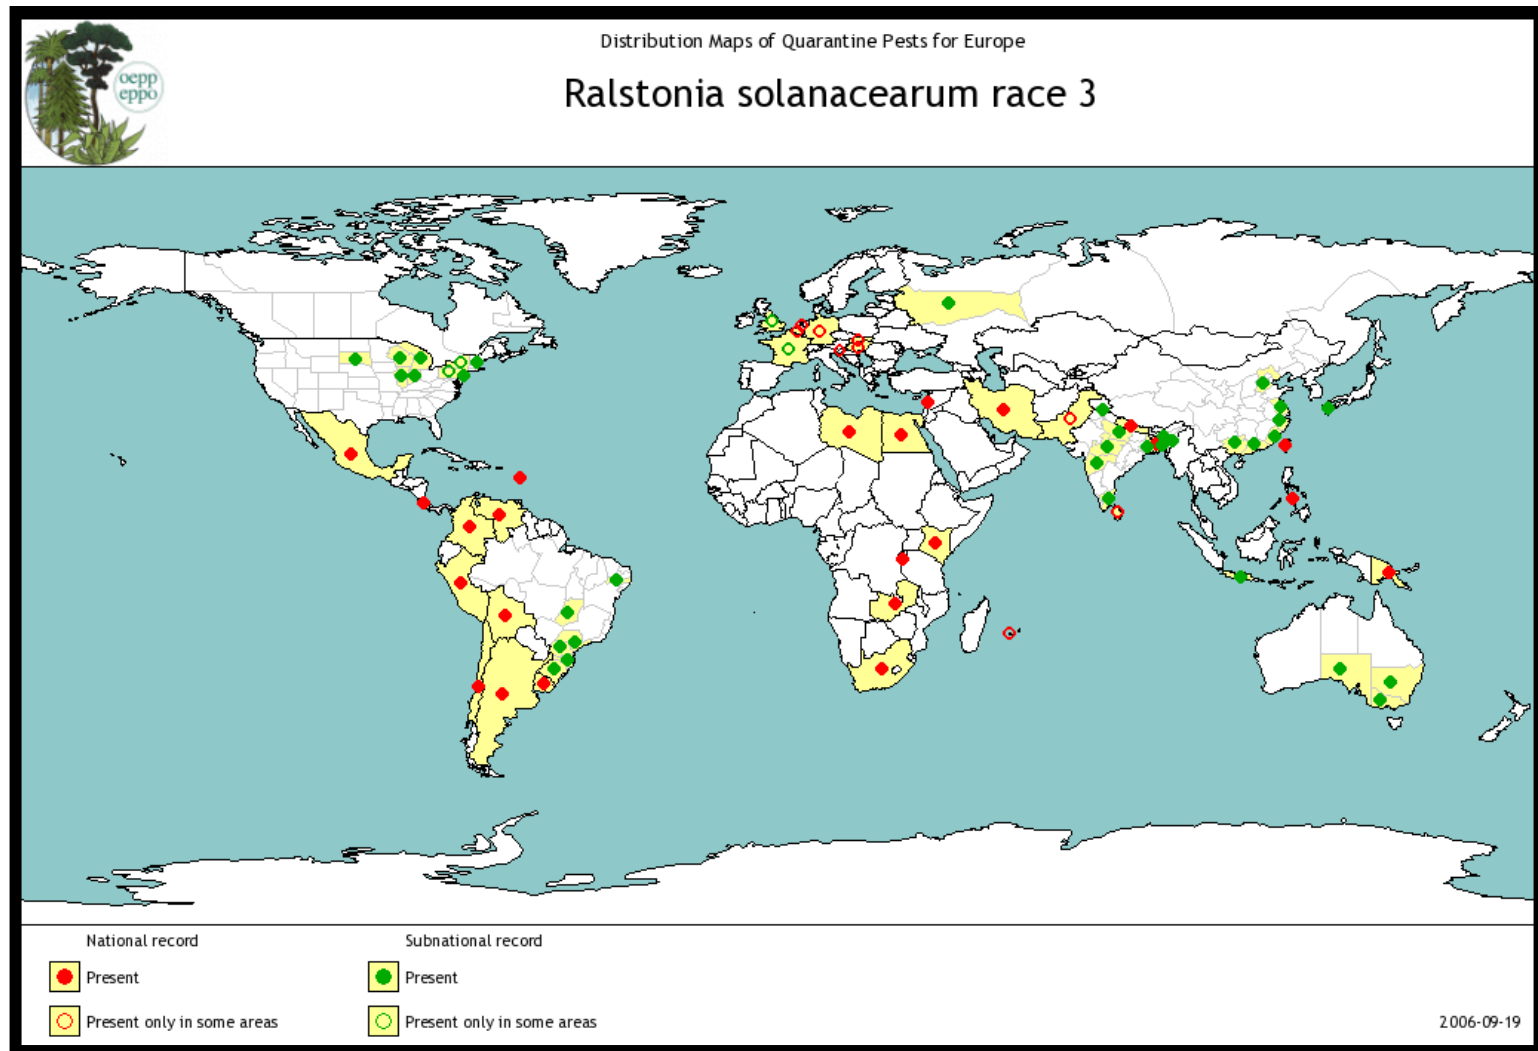 Distribution Maps of Quarantine Pests for Europe
Ralstonia solanacearum race 3
oepp
eppo
National record
Subnational record
Present
Present
Present only in some areas
Present only in some areas
2006-09-19